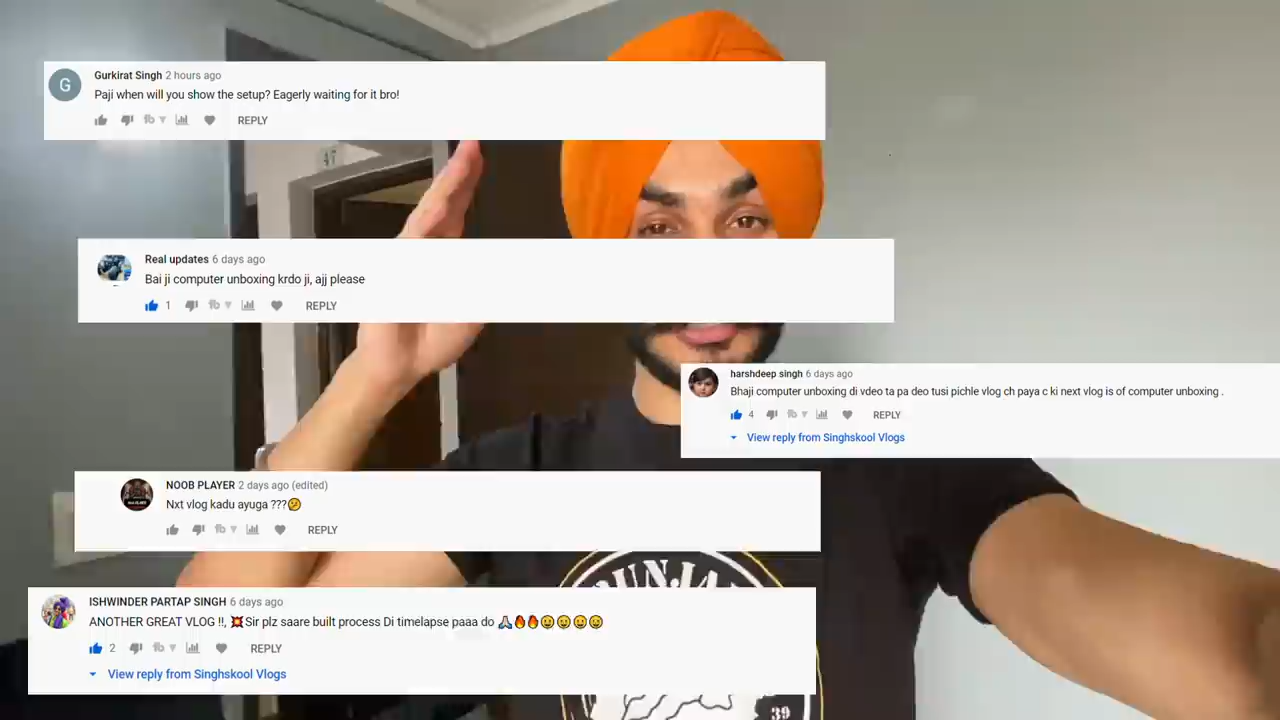 Gurkirat Singh 2 hours ago
Paji when will you show the setup? Eagerly waiting for it bro!
REPLY
Real updates 6 days ago
Bai ji computer unboxing krdo ji, ajj please
1 REPLY
harshdeep singh 6 days ago
Bhaji computer unboxing di vdeo ta pa deo tusi pichle vlog ch paya c ki next vlog is of computer unboxing .
4 REPLY
View reply from Singhskool Vlogs
NOOB PLAYER 2 days ago (edited)
Nxt vlog kadu ayuga ???🤔
REPLY
ISHWINDER PARTAP SINGH 6 days ago
ANOTHER GREAT VLOG !!, 💥Sir plz saare built process Di timelapse paaa do 🙏🔥🔥😀😀😀😀
2 REPLY
View reply from Singhskool Vlogs
39